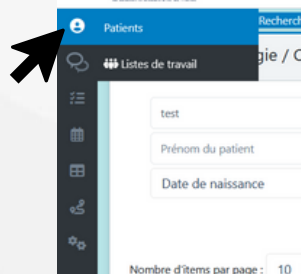 Patients
Recherch
Listes de travail
gie / C
test
Prénom du patient
Date de naissance
Nombre d'items par page : 10